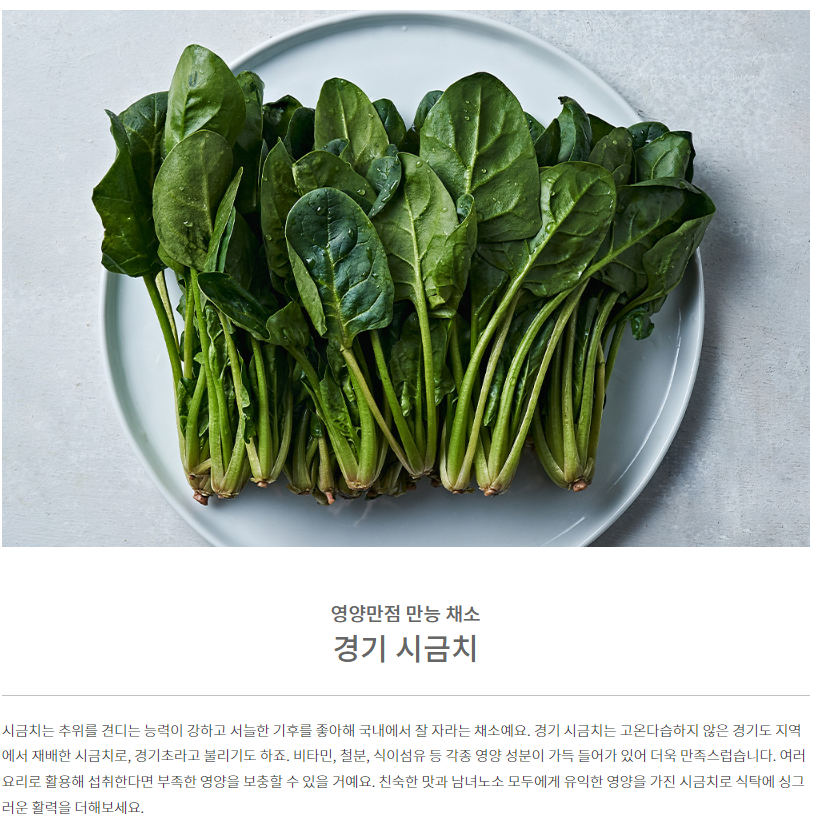 영양만점 만능 채소
경기 시금치
시금치는 추위를 견디는 능력이 강하고 서늘한 기후를 좋아해 국내에서 잘 자라는 채소예요. 경기 시금치는 고온다습하지 않은 경기도 지역
에서 재배한 시금치로, 경기초라고 불리기도 하죠. 비타민, 철분, 식이섬유 등 각종 영양 성분이 가득 들어가 있어 더욱 만족스럽습니다. 여러
요리로 활용해 섭취한다면 부족한 영양을 보충할 수 있을 거예요. 친숙한 맛과 남녀노소 모두에게 유익한 영양을 가진 시금치로 식탁에 싱그
러운 활력을 더해보세요.